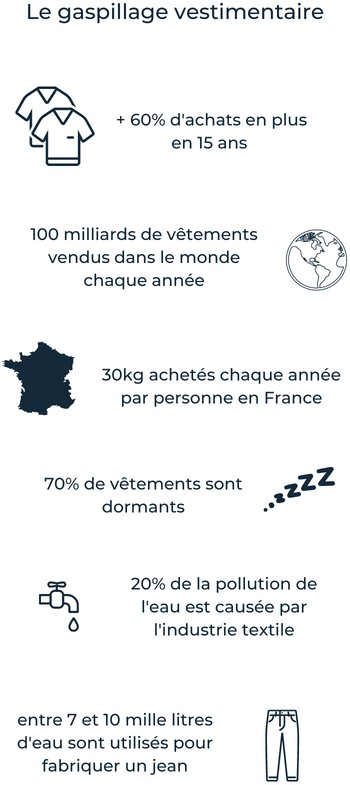 Le gaspillage vestimentaire
+ 60% d'achats en plus
en 15 ans
100 milliards de vêtements
vendus dans le monde
chaque année
30kg achetés chaque année
par personne en France
70% de vêtements sont
dormants
zzzZZ
20% de la pollution de
l'eau est causée par
l'industrie textile
entre 7 et 10 mille litres
d'eau sont utilisés pour
fabriquer un jean